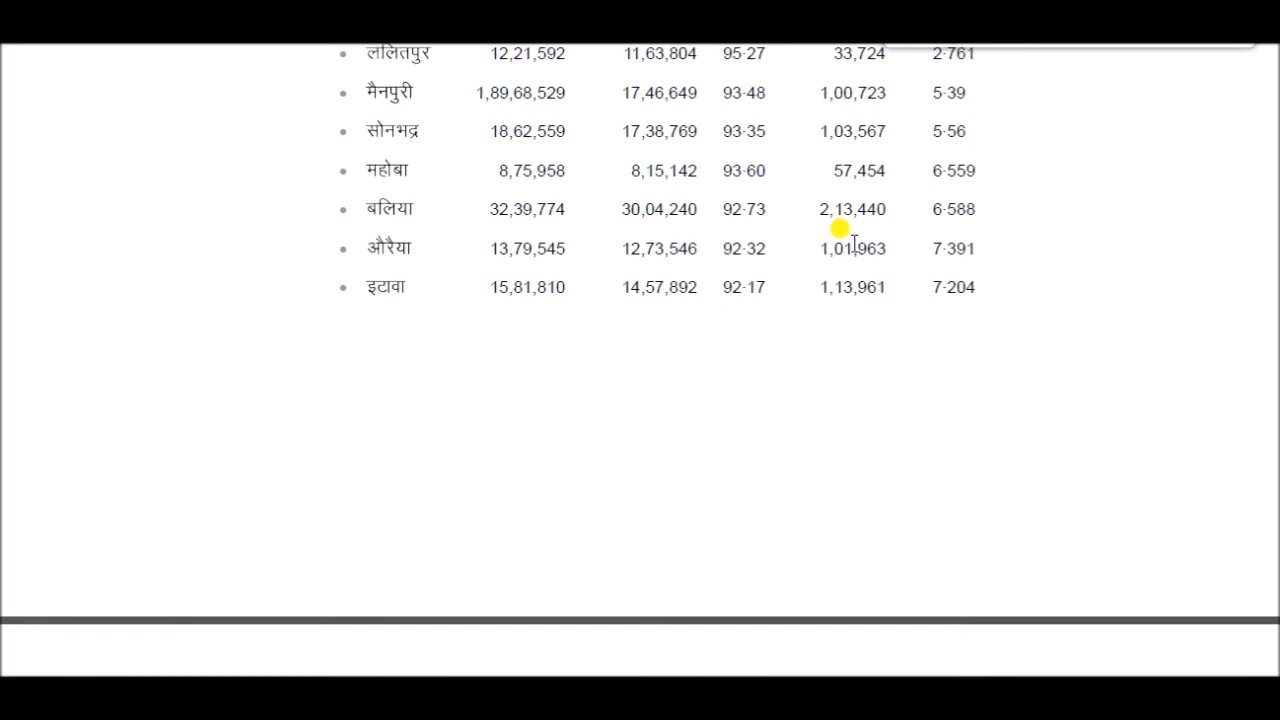 • ललितपुर 12,21,592 11,63,804 95·27 33,724 2·761
• मैनपुरी 1,89,68,529 17,46,649 93·48 1,00,723 5·39
• सोनभद्र 18,62,559 17,38,769 93·35 1,03,567 5·56
• महोबा 8,75,958 8,15,142 93·60 57,454 6·559
• बलिया 32,39,774 30,04,240 92·73 2,13,440 6·588
• औरैया 13,79,545 12,73,546 92·32 1,01,963 7·391
• इटावा 15,81,810 14,57,892 92·17 1,13,961 7·204